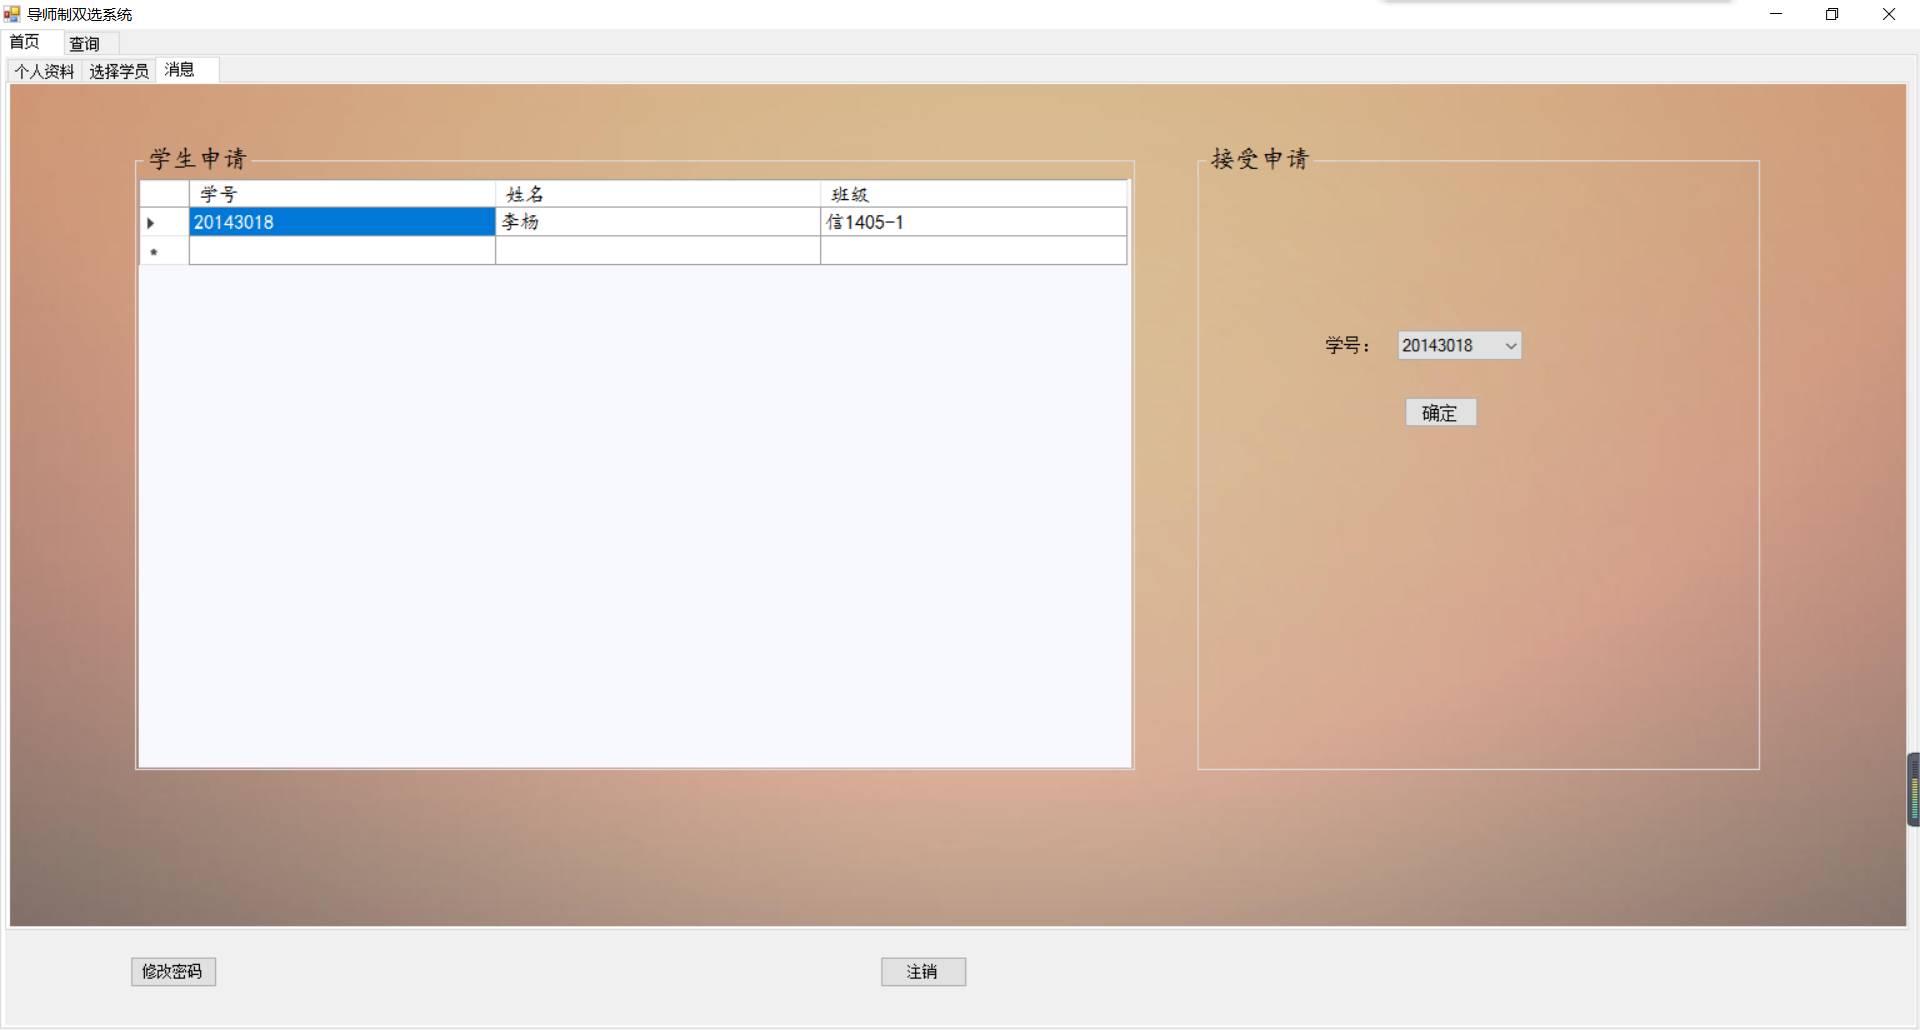 导师制双选系统
首页 查询
个人资料 选择学员 消息
学生申请
学号 姓名 班级
20143018 李杨 信1405-1
*
接受申请
学号： 20143018
确定
修改密码 注销